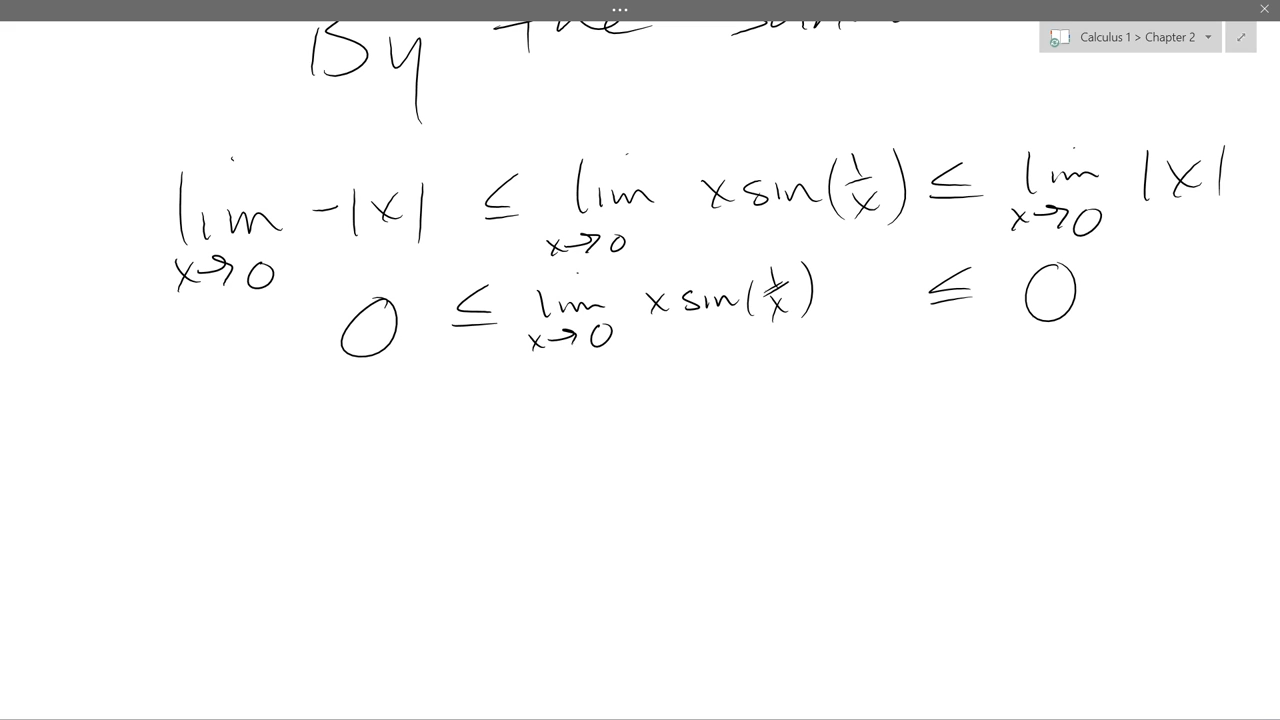 Calculus 1 > Chapter 2
By the
lim x→0 -|x| ≤ lim x→0 x sin(1/x) ≤ lim x→0 |x|
0 ≤ lim x→0 x sin(1/x) ≤ 0